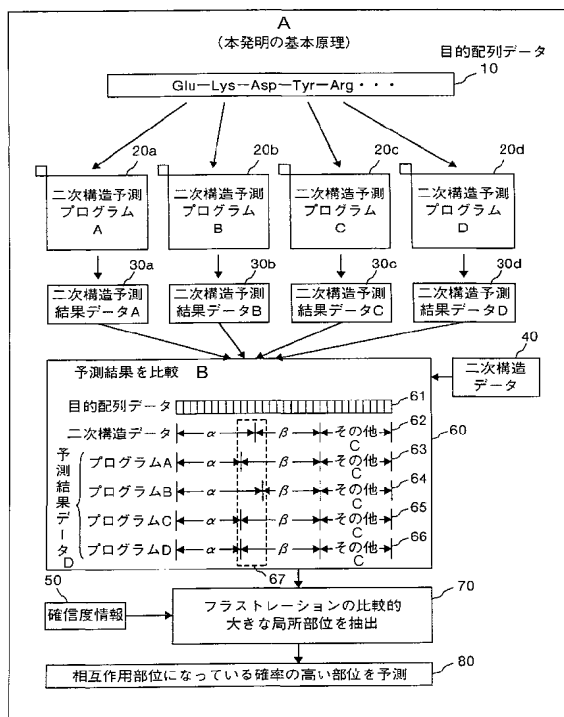 A
(本発明の基本原理)
目的配列データ
10
Glu—Lys—Asp—Tyr—Arg・・・
20a
20b
20c
20d
二次構造予測
プログラム
A
二次構造予測
プログラム
B
二次構造予測
プログラム
C
二次構造予測
プログラム
D
30a
30b
30c
30d
二次構造予測
結果データA
二次構造予測
結果データB
二次構造予測
結果データC
二次構造予測
結果データD
40
二次構造
データ
予測結果を比較 B
60
目的配列データ
61
二次構造データ α β その他 C 62
予測結果データ D
プログラムA α β その他 C 63
プログラムB α β その他 C 64
プログラムC α β その他 C 65
プログラムD α β その他 C 66
67
50
確信度情報
70
フラストレーションの比較的
大きな局所部位を抽出
80
相互作用部位になっている確率の高い部位を予測